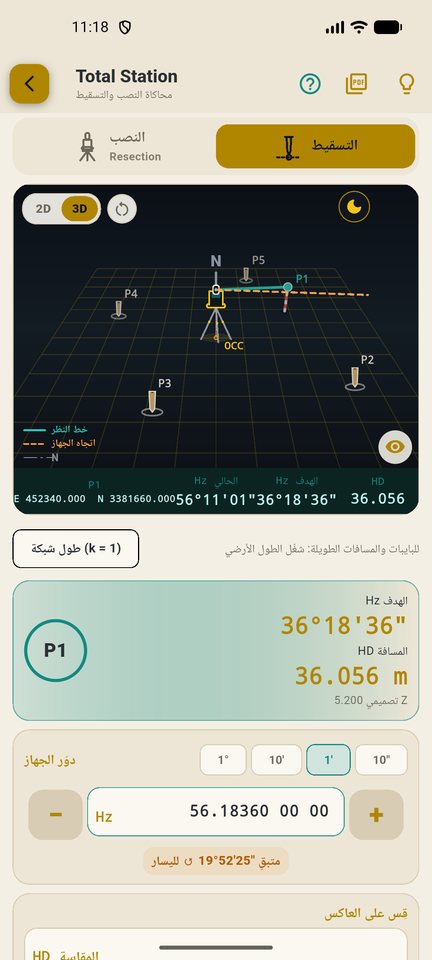 11:18
Total Station
محاكاة النصب والتسقيط
PDF
النصب
Resection
التسقيط
2D
3D
N
P5
P1
P4
OCC
P2
P3
خط النظر
اتجاه الجهاز
N
P1
E 452340.000 N 3381660.000
Hz الحالي
56°11'01"
Hz الهدف
36°18'36"
HD
36.056
طول شبكة (k = 1)
للبايبات والمسافات الطويلة: شغّل الطول الأرضي
P1
Hz الهدف
36°18'36"
HD المسافة
36.056 m
Z تصميمي 5.200
دوّر الجهاز
1°
10'
1'
10"
−
Hz
56.18360 00 00
+
متبقٍ 19°52'25" ↺ لليسار
قِس على العاكس
HD المقاسة